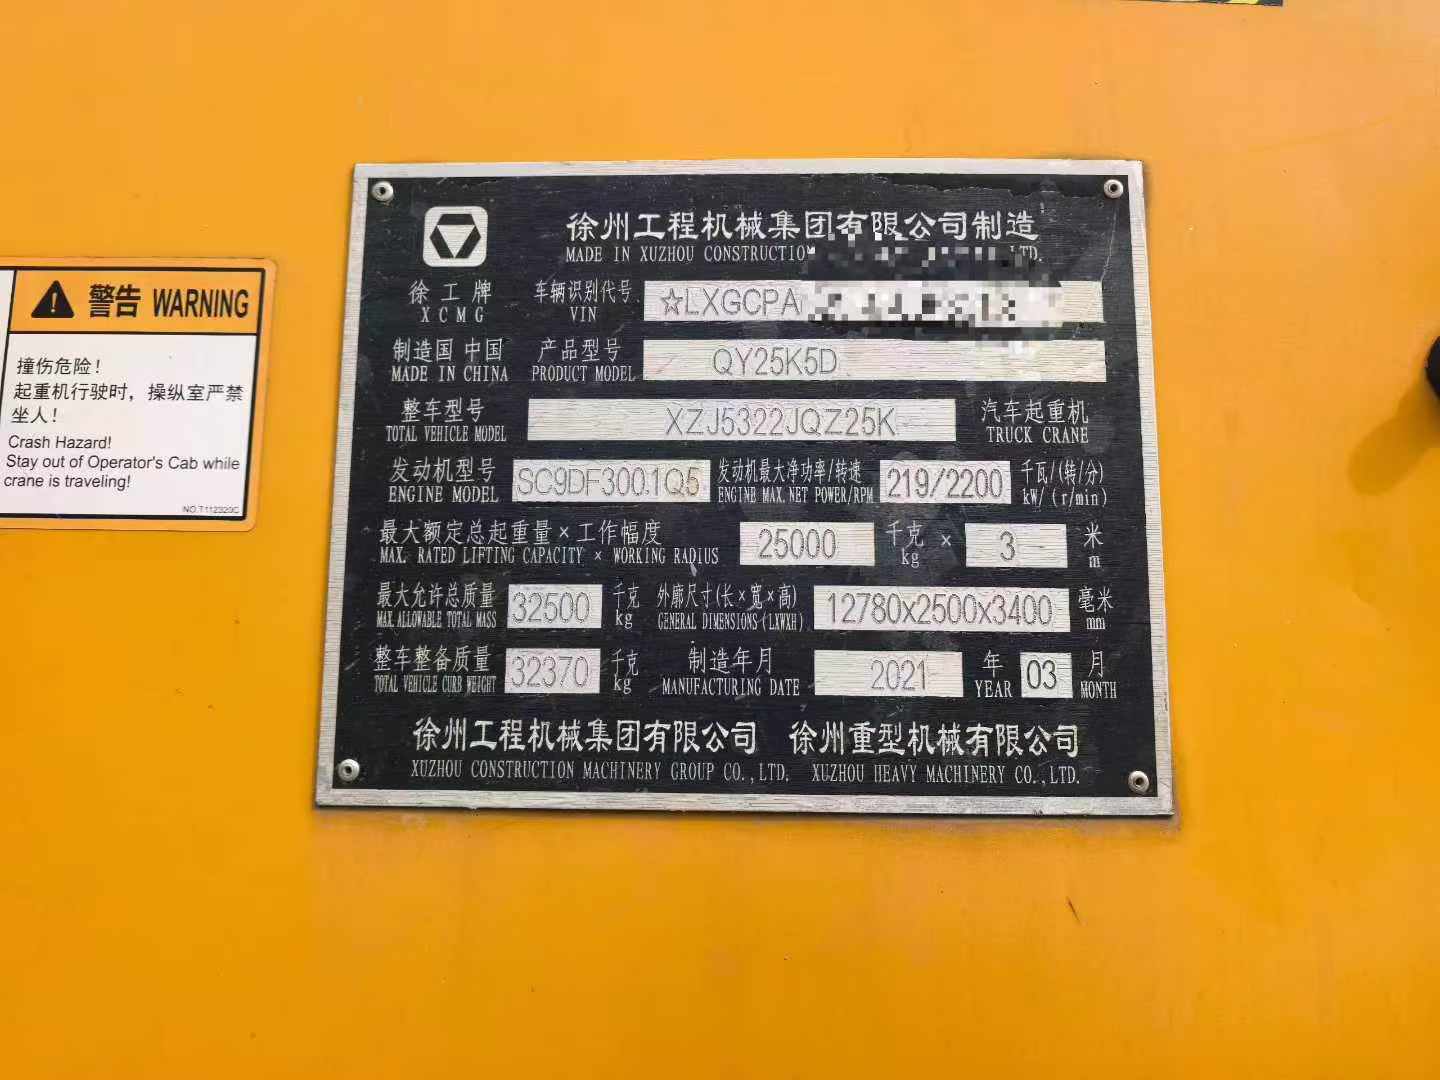 徐州工程机械集团有限公司制造
MADE IN XUZHOU CONSTRUCTION LTD.
徐工牌 车辆识别代号 ☆LXGCPA
XCMG VIN
制造国 中国 产品型号 QY25K5D
MADE IN CHINA PRODUCT MODEL
整车型号 XZJ5322JQZ25K 汽车起重机
TOTAL VEHICLE MODEL TRUCK CRANE
发动机型号 SC9DF300.1Q5 发动机最大净功率/转速 219/2200 千瓦/(转/分)
ENGINE MODEL ENGINE MAX. NET POWER/RPM kW/(r/min)
最大额定总起重量×工作幅度 25000 千克 × 3 米
MAX. RATED LIFTING CAPACITY × WORKING RADIUS kg m
最大允许总质量 32500 千克 外廓尺寸(长×宽×高) 12780x2500x3400 毫米
MAX. ALLOWABLE TOTAL MASS kg GENERAL DIMENSIONS(LXWXH) mm
整车整备质量 32370 千克 制造年月 2021 年 03 月
TOTAL VEHICLE CURB WEIGHT kg MANUFACTURING DATE YEAR MONTH
徐州工程机械集团有限公司 徐州重型机械有限公司
XUZHOU CONSTRUCTION MACHINERY GROUP CO.,LTD. XUZHOU HEAVY MACHINERY CO.,LTD.
警告 WARNING
撞伤危险！
起重机行驶时，操纵室严禁
坐人！
Crash Hazard!
Stay out of Operator's Cab while
crane is traveling!
NO.T112320C